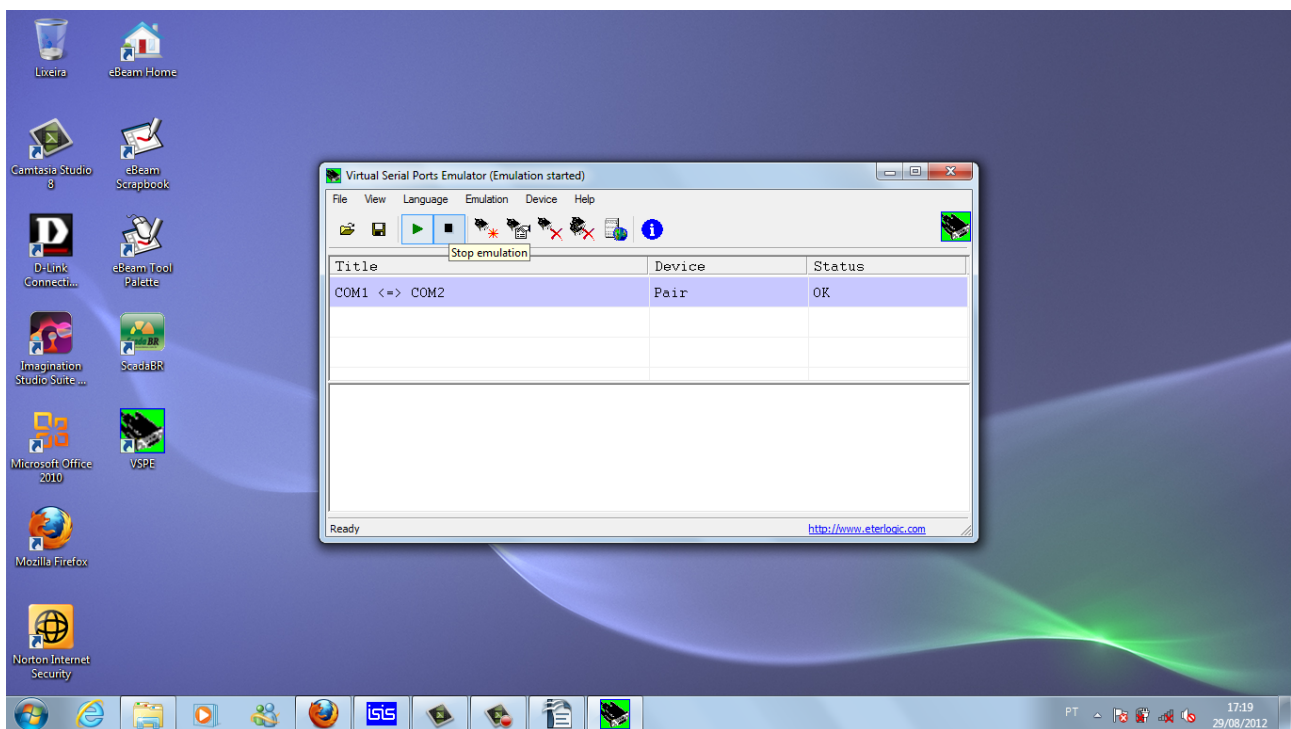 Lixeira
eBeam Home
Camtasia Studio
8
eBeam
Scrapbook
D-Link
Connecti...
eBeam Tool
Palette
Imagination
Studio Suite ...
ScadaBR
Microsoft Office
2010
VSPE
Mozilla Firefox
Norton Internet
Security
Virtual Serial Ports Emulator (Emulation started)
File View Language Emulation Device Help
Stop emulation
Title Device Status
COM1 <=> COM2 Pair OK
Ready http://www.eterlogic.com
isis
PT 17:19
29/08/2012